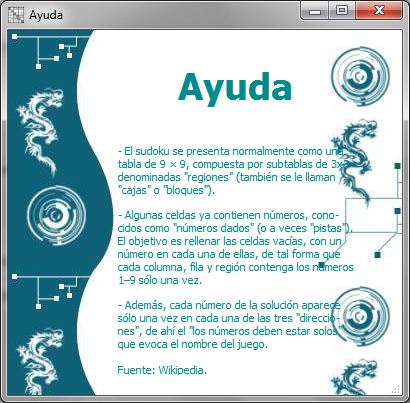 Ayuda
Ayuda
- El sudoku se presenta normalmente como una
tabla de 9 × 9, compuesta por subtablas de 3x
denominadas "regiones" (también se le llaman
"cajas" o "bloques").
- Algunas celdas ya contienen números, cono-
cidos como "números dados" (o a veces "pistas").
El objetivo es rellenar las celdas vacías, con un
número en cada una de ellas, de tal forma que
cada columna, fila y región contenga los números
1–9 sólo una vez.
- Además, cada número de la solución aparece
sólo una vez en cada una de las tres "direccio-
nes", de ahí el "los números deben estar solos"
que evoca el nombre del juego.
Fuente: Wikipedia.